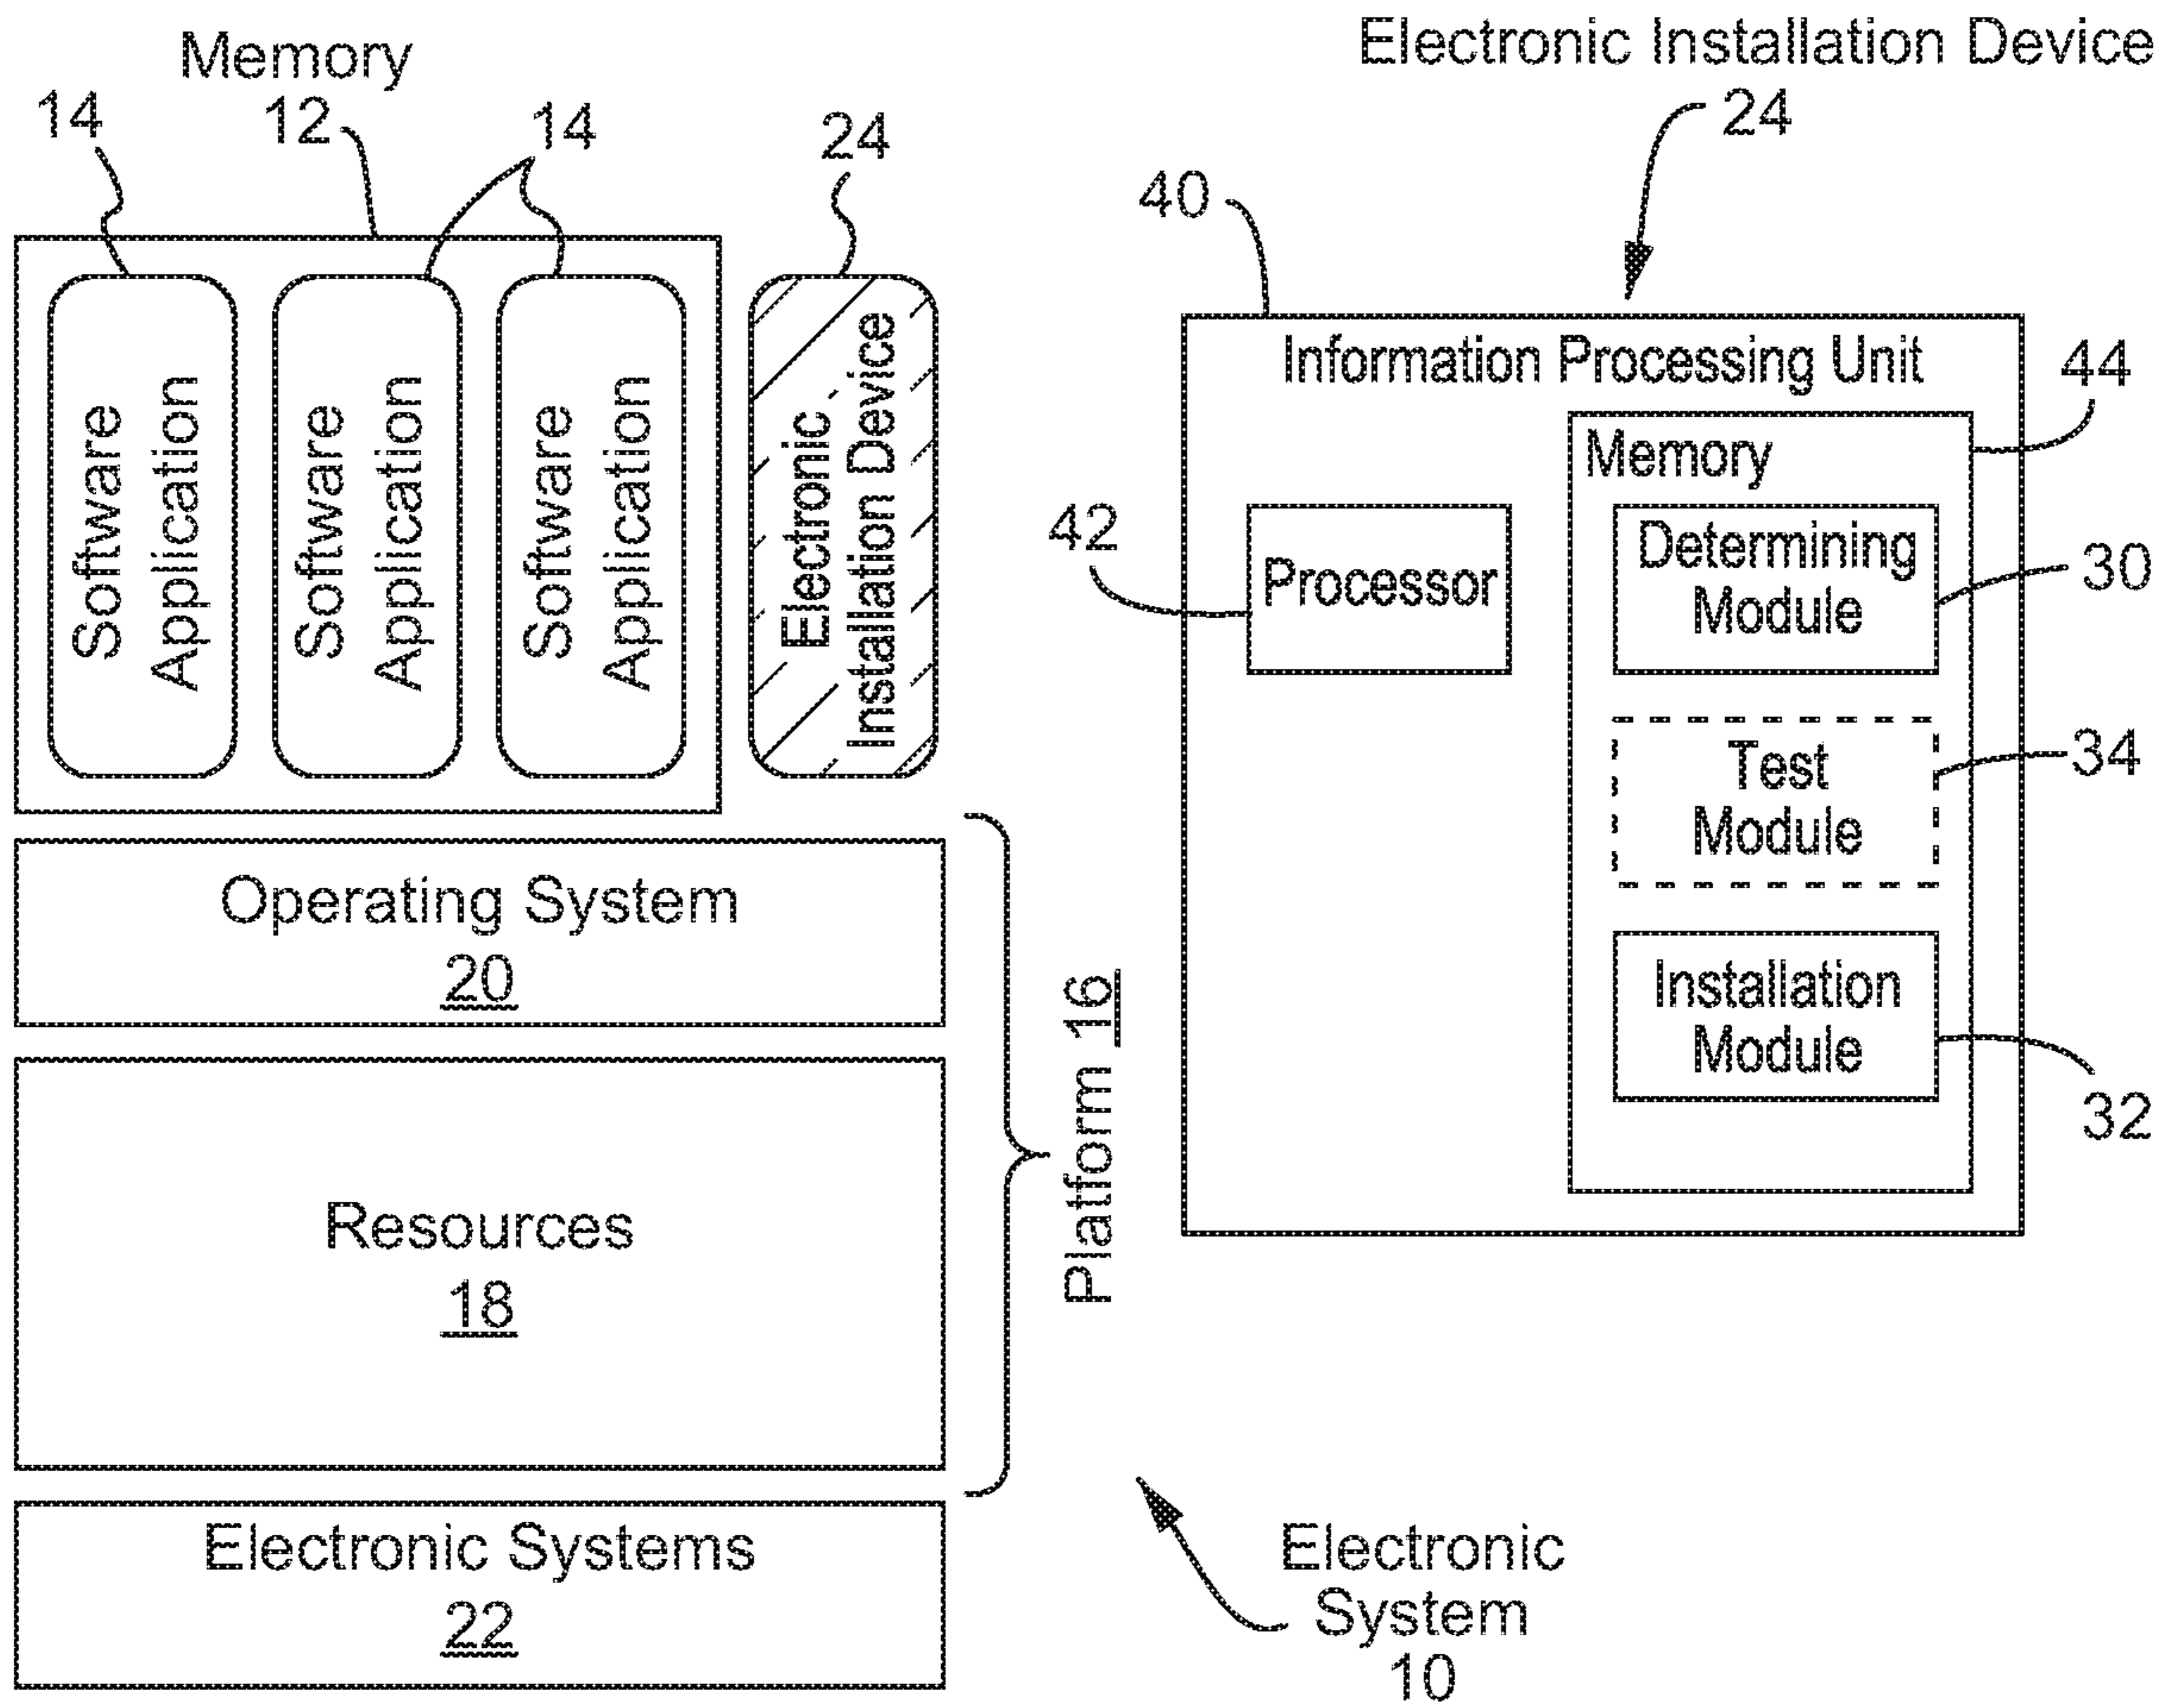 Memory
12
14
14
24
Software
Application
Software
Application
Software
Application
Electronic
Installation Device
Operating System
20
Resources
18
Electronic Systems
22
Platform 16
Electronic
System
10
Electronic Installation Device
24
40
Information Processing Unit
44
Memory
42
Processor
Determining
Module
30
Test
Module
34
Installation
Module
32